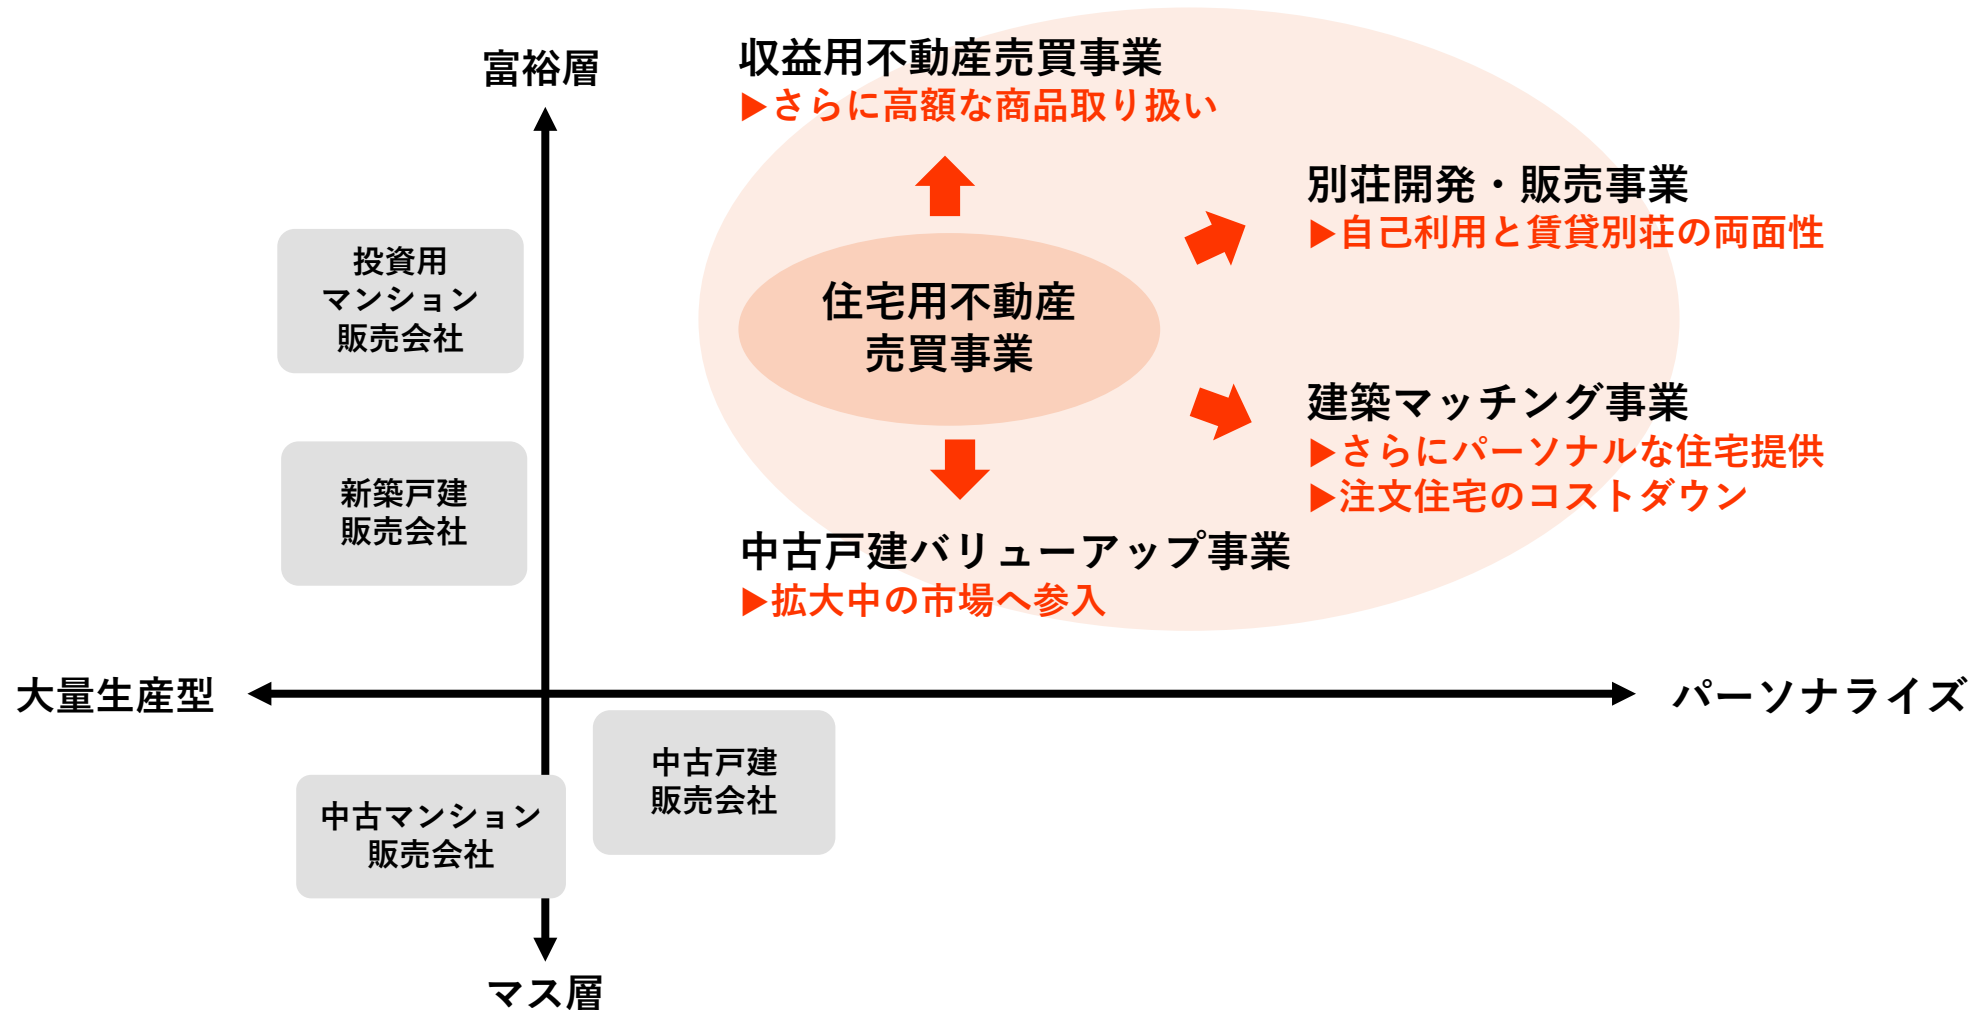 富裕層
収益用不動産売買事業
▶さらに高額な商品取り扱い
別荘開発・販売事業
▶自己利用と賃貸別荘の両面性
投資用
マンション
販売会社
住宅用不動産
売買事業
建築マッチング事業
▶さらにパーソナルな住宅提供
▶注文住宅のコストダウン
新築戸建
販売会社
中古戸建バリューアップ事業
▶拡大中の市場へ参入
大量生産型
パーソナライズ
中古戸建
販売会社
中古マンション
販売会社
マス層